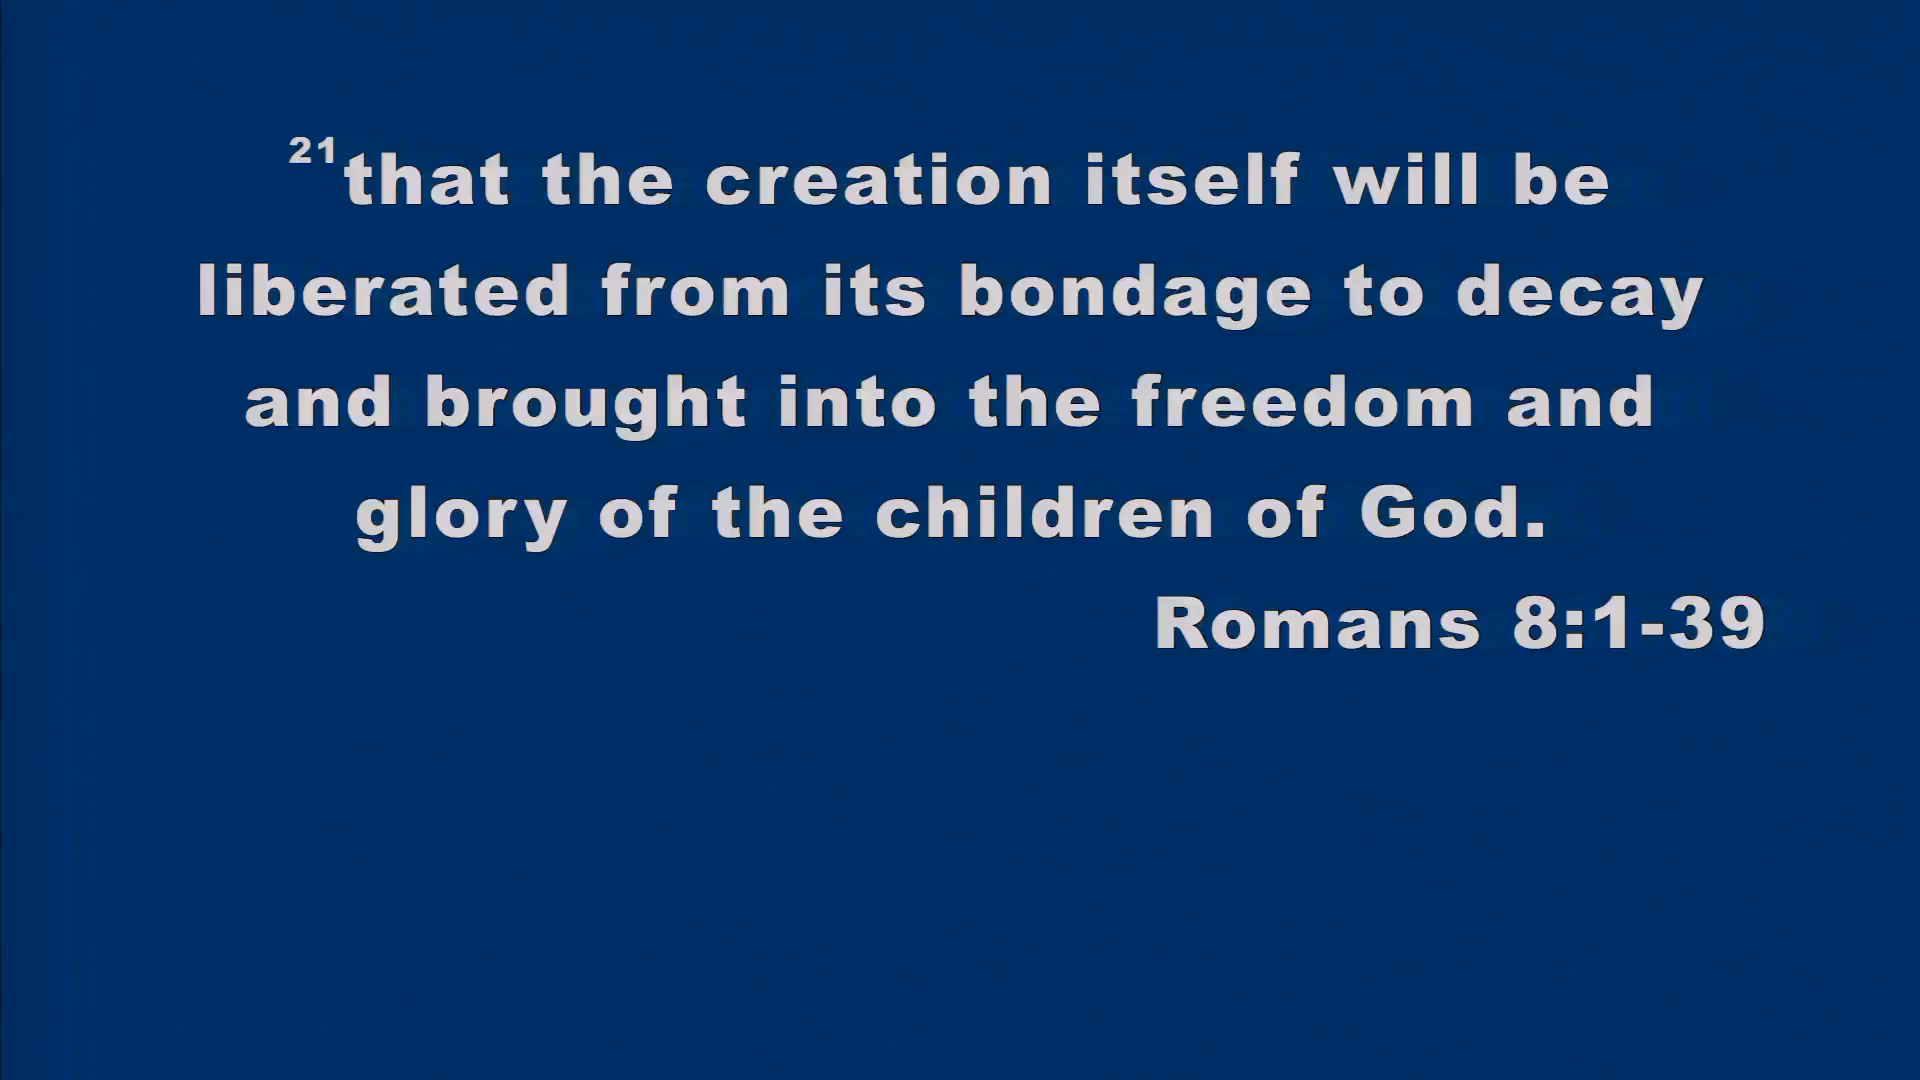 21that the creation itself will be
liberated from its bondage to decay
and brought into the freedom and
glory of the children of God.
Romans 8:1-39